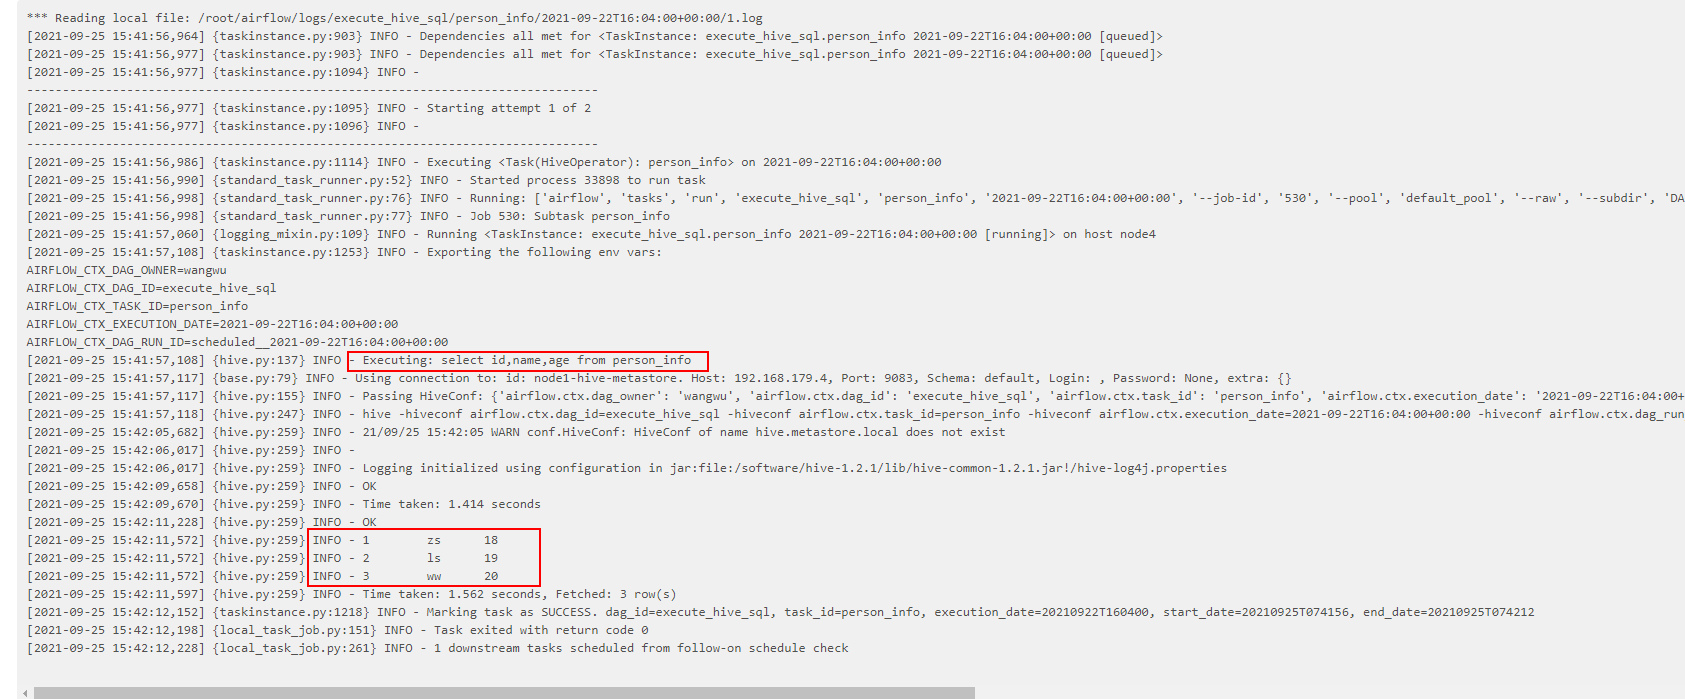 *** Reading local file: /root/airflow/logs/execute_hive_sql/person_info/2021-09-22T16:04:00+00:00/1.log
[2021-09-25 15:41:56,964] {taskinstance.py:903} INFO - Dependencies all met for <TaskInstance: execute_hive_sql.person_info 2021-09-22T16:04:00+00:00 [queued]>
[2021-09-25 15:41:56,977] {taskinstance.py:903} INFO - Dependencies all met for <TaskInstance: execute_hive_sql.person_info 2021-09-22T16:04:00+00:00 [queued]>
[2021-09-25 15:41:56,977] {taskinstance.py:1094} INFO -
--------------------------------------------------------------------------------
[2021-09-25 15:41:56,977] {taskinstance.py:1095} INFO - Starting attempt 1 of 2
[2021-09-25 15:41:56,977] {taskinstance.py:1096} INFO -
--------------------------------------------------------------------------------
[2021-09-25 15:41:56,986] {taskinstance.py:1114} INFO - Executing <Task(HiveOperator): person_info> on 2021-09-22T16:04:00+00:00
[2021-09-25 15:41:56,990] {standard_task_runner.py:52} INFO - Started process 33898 to run task
[2021-09-25 15:41:56,998] {standard_task_runner.py:76} INFO - Running: ['airflow', 'tasks', 'run', 'execute_hive_sql', 'person_info', '2021-09-22T16:04:00+00:00', '--job-id', '530', '--pool', 'default_pool', '--raw', '--subdir', 'DA
[2021-09-25 15:41:56,998] {standard_task_runner.py:77} INFO - Job 530: Subtask person_info
[2021-09-25 15:41:57,060] {logging_mixin.py:109} INFO - Running <TaskInstance: execute_hive_sql.person_info 2021-09-22T16:04:00+00:00 [running]> on host node4
[2021-09-25 15:41:57,108] {taskinstance.py:1253} INFO - Exporting the following env vars:
AIRFLOW_CTX_DAG_OWNER=wangwu
AIRFLOW_CTX_DAG_ID=execute_hive_sql
AIRFLOW_CTX_TASK_ID=person_info
AIRFLOW_CTX_EXECUTION_DATE=2021-09-22T16:04:00+00:00
AIRFLOW_CTX_DAG_RUN_ID=scheduled__2021-09-22T16:04:00+00:00
[2021-09-25 15:41:57,108] {hive.py:137} INFO - Executing: select id,name,age from person_info
[2021-09-25 15:41:57,117] {base.py:79} INFO - Using connection to: id: node1-hive-metastore. Host: 192.168.179.4, Port: 9083, Schema: default, Login: , Password: None, extra: {}
[2021-09-25 15:41:57,117] {hive.py:155} INFO - Passing HiveConf: {'airflow.ctx.dag_owner': 'wangwu', 'airflow.ctx.dag_id': 'execute_hive_sql', 'airflow.ctx.task_id': 'person_info', 'airflow.ctx.execution_date': '2021-09-22T16:04:00+
[2021-09-25 15:41:57,118] {hive.py:247} INFO - hive -hiveconf airflow.ctx.dag_id=execute_hive_sql -hiveconf airflow.ctx.task_id=person_info -hiveconf airflow.ctx.execution_date=2021-09-22T16:04:00+00:00 -hiveconf airflow.ctx.dag_run
[2021-09-25 15:42:05,682] {hive.py:259} INFO - 21/09/25 15:42:05 WARN conf.HiveConf: HiveConf of name hive.metastore.local does not exist
[2021-09-25 15:42:06,017] {hive.py:259} INFO -
[2021-09-25 15:42:06,017] {hive.py:259} INFO - Logging initialized using configuration in jar:file:/software/hive-1.2.1/lib/hive-common-1.2.1.jar!/hive-log4j.properties
[2021-09-25 15:42:09,658] {hive.py:259} INFO - OK
[2021-09-25 15:42:09,670] {hive.py:259} INFO - Time taken: 1.414 seconds
[2021-09-25 15:42:11,228] {hive.py:259} INFO - OK
[2021-09-25 15:42:11,572] {hive.py:259} INFO - 1 zs 18
[2021-09-25 15:42:11,572] {hive.py:259} INFO - 2 ls 19
[2021-09-25 15:42:11,572] {hive.py:259} INFO - 3 ww 20
[2021-09-25 15:42:11,597] {hive.py:259} INFO - Time taken: 1.562 seconds, Fetched: 3 row(s)
[2021-09-25 15:42:12,152] {taskinstance.py:1218} INFO - Marking task as SUCCESS. dag_id=execute_hive_sql, task_id=person_info, execution_date=20210922T160400, start_date=20210925T074156, end_date=20210925T074212
[2021-09-25 15:42:12,198] {local_task_job.py:151} INFO - Task exited with return code 0
[2021-09-25 15:42:12,228] {local_task_job.py:261} INFO - 1 downstream tasks scheduled from follow-on schedule check